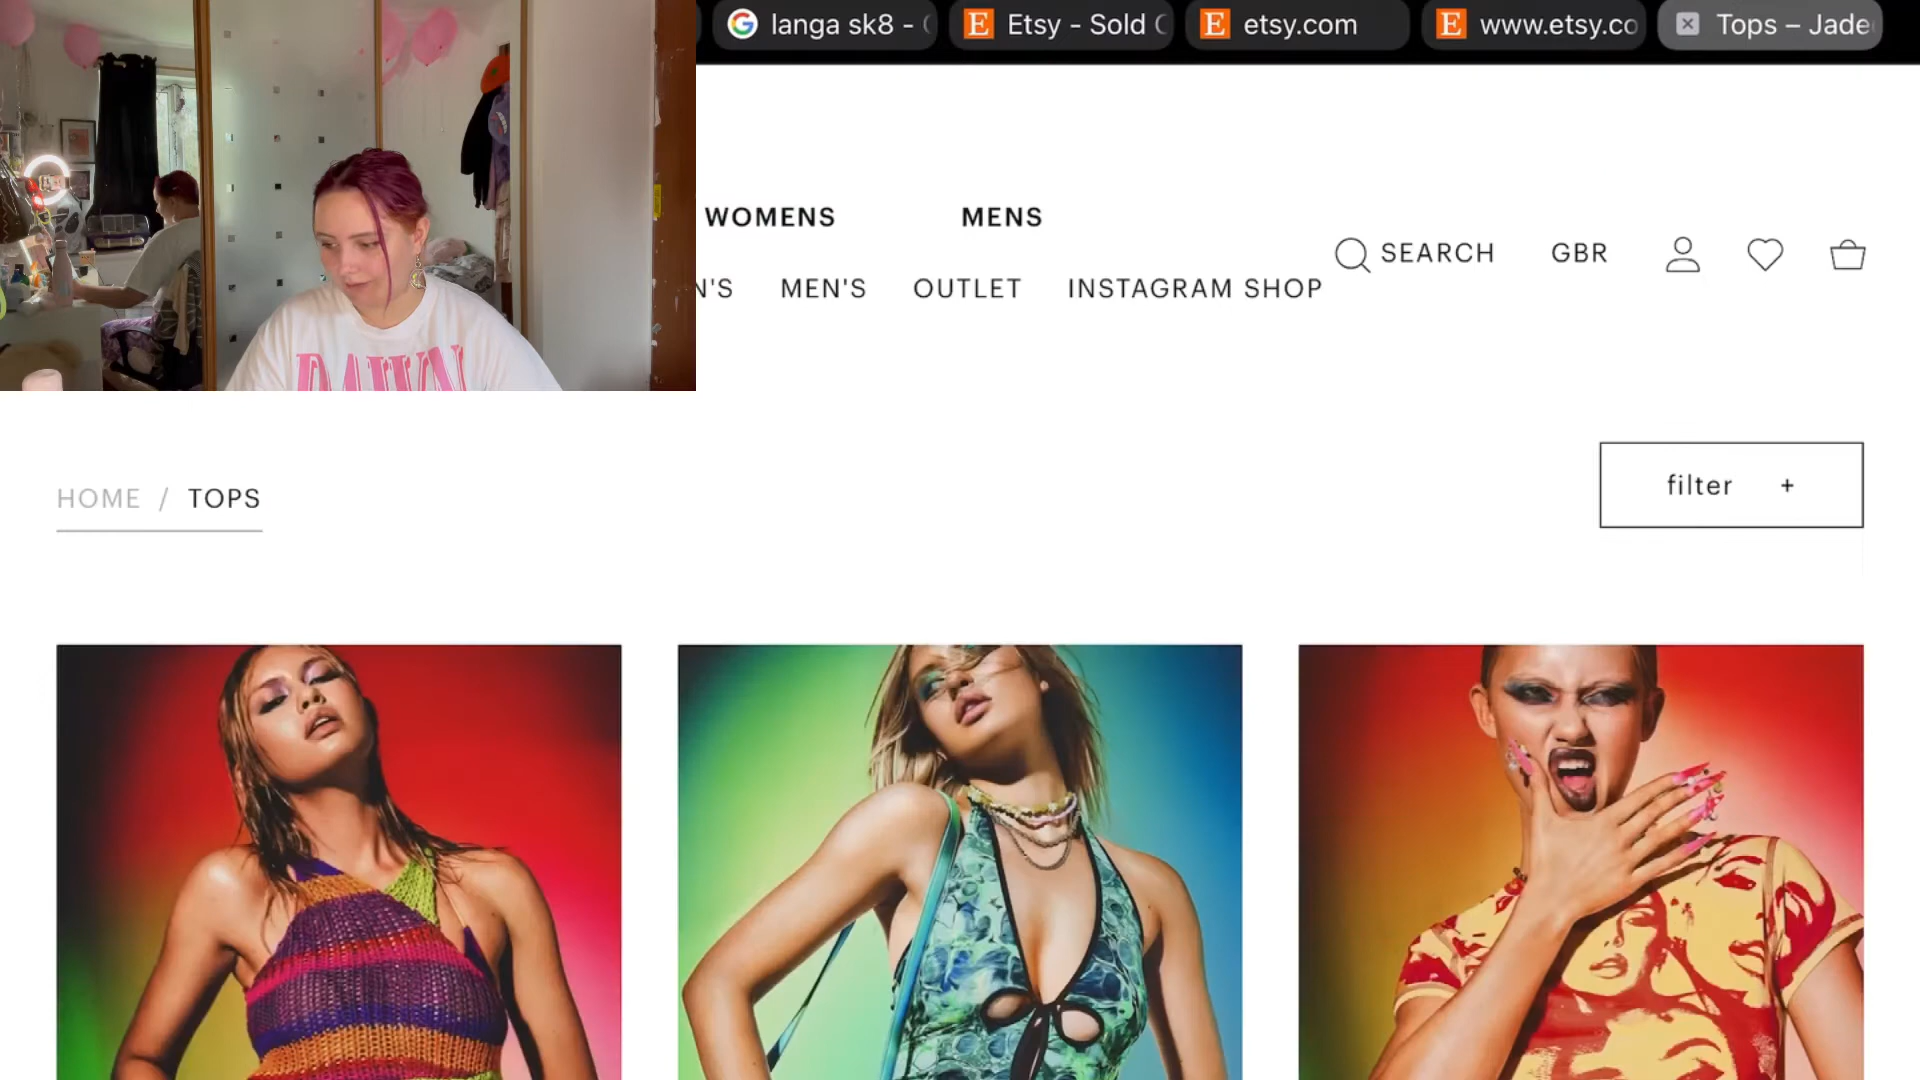 langa sk8 - (
Etsy - Sold
etsy.com
www.etsy.co
Tops – Jade
WOMENS MENS
SEARCH GBR
N'S MEN'S OUTLET INSTAGRAM SHOP
HOME / TOPS
filter +